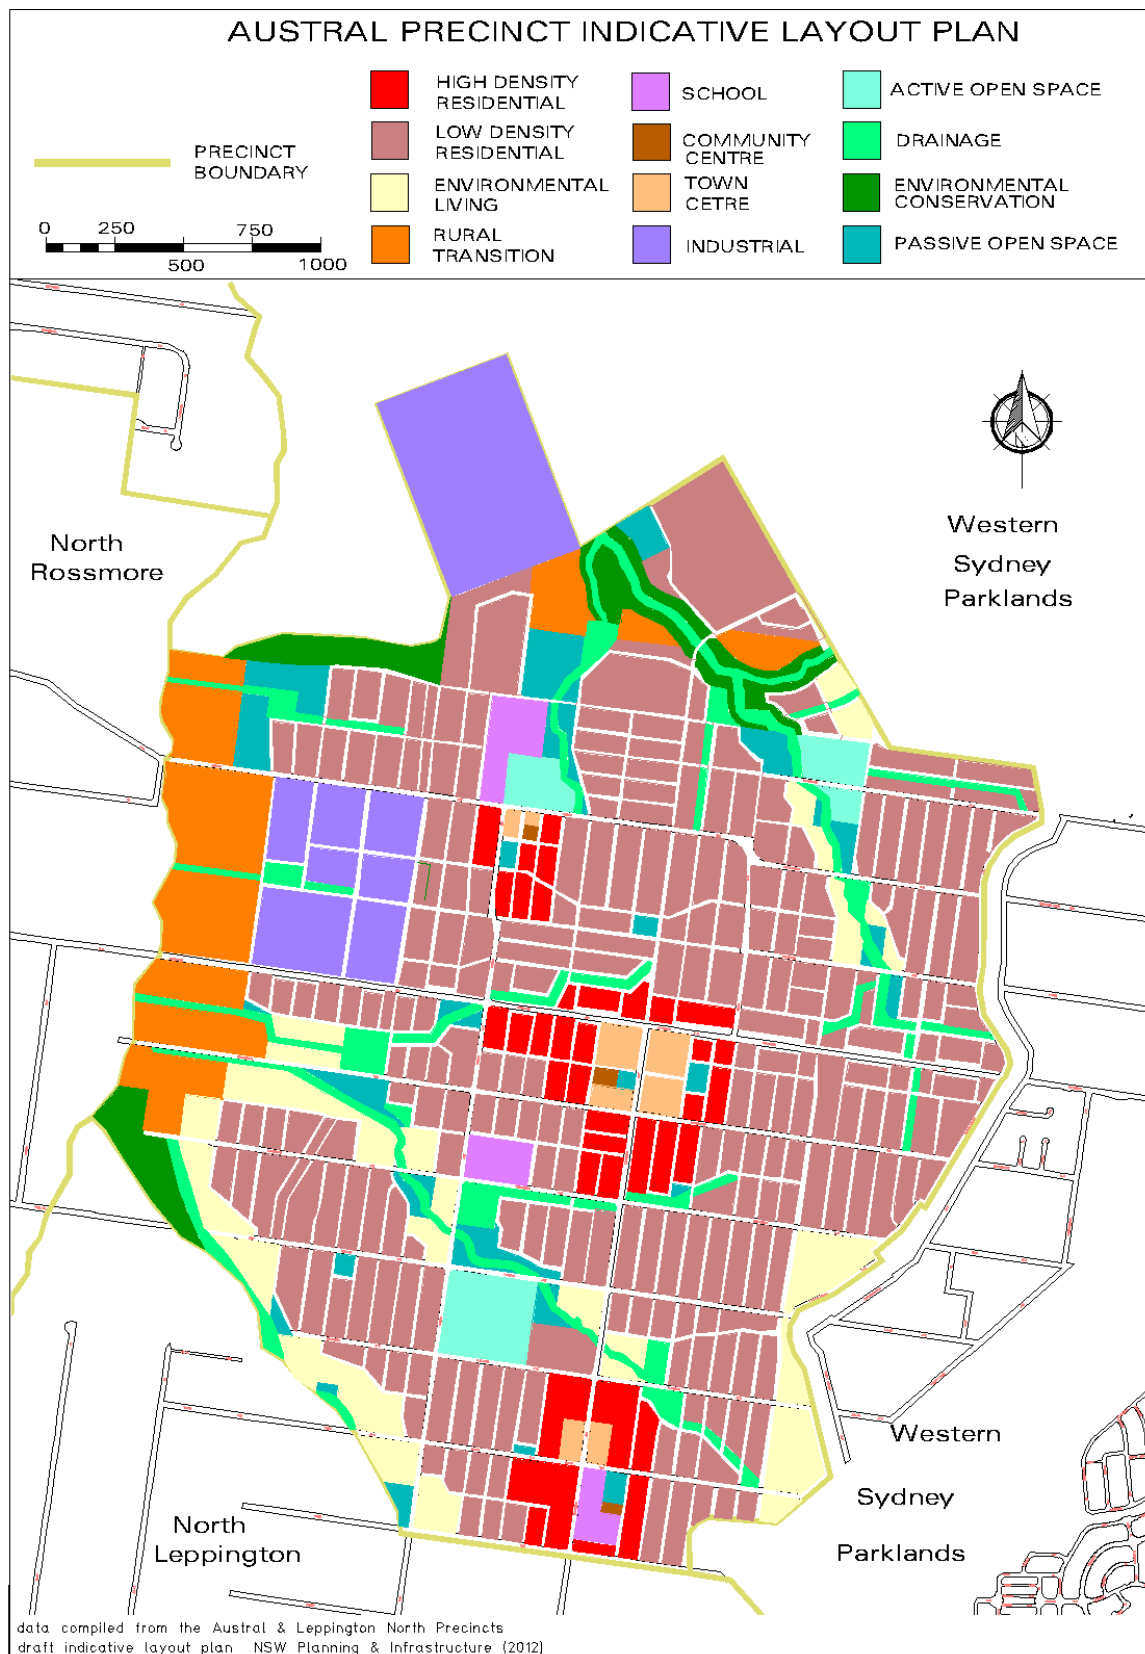 AUSTRAL PRECINCT INDICATIVE LAYOUT PLAN
PRECINCT
BOUNDARY
0 250 750
500 1000
HIGH DENSITY
RESIDENTIAL
LOW DENSITY
RESIDENTIAL
ENVIRONMENTAL
LIVING
RURAL
TRANSITION
SCHOOL
COMMUNITY
CENTRE
TOWN
CETRE
INDUSTRIAL
ACTIVE OPEN SPACE
DRAINAGE
ENVIRONMENTAL
CONSERVATION
PASSIVE OPEN SPACE
North
Rossmore
N
Western
Sydney
Parklands
Western
Sydney
Parklands
North
Leppington
data compiled from the Austral & Leppington North Precincts
draft indicative layout plan NSW Planning & Infrastructure (2012)